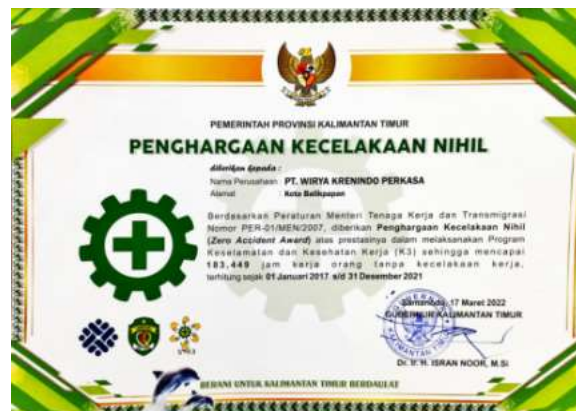 PEMERINTAH PROVINSI KALIMANTAN TIMUR
PENGHARGAAN KECELAKAAN NIHIL
diberikan kepada :
Nama Perusahaan : PT. WIRYA KRENINDO PERKASA
Alamat : Kota Balikpapan
Berdasarkan Peraturan Menteri Tenaga Kerja dan Transmigrasi
Nomor PER-01/MEN/2007, diberikan Penghargaan Kecelakaan Nihil
(Zero Accident Award) atas prestasinya dalam melaksanakan Program
Keselamatan dan Kesehatan Kerja (K3) sehingga mencapai
183,449 jam kerja orang tanpa kecelakaan kerja,
terhitung sejak 01 Januari 2017 s/d 31 Desember 2021
Samarinda, 17 Maret 2022
GUBERNUR KALIMANTAN TIMUR
Dr. Ir. H. ISRAN NOOR, M.Si
BERANI UNTUK KALIMANTAN TIMUR BERDAULAT